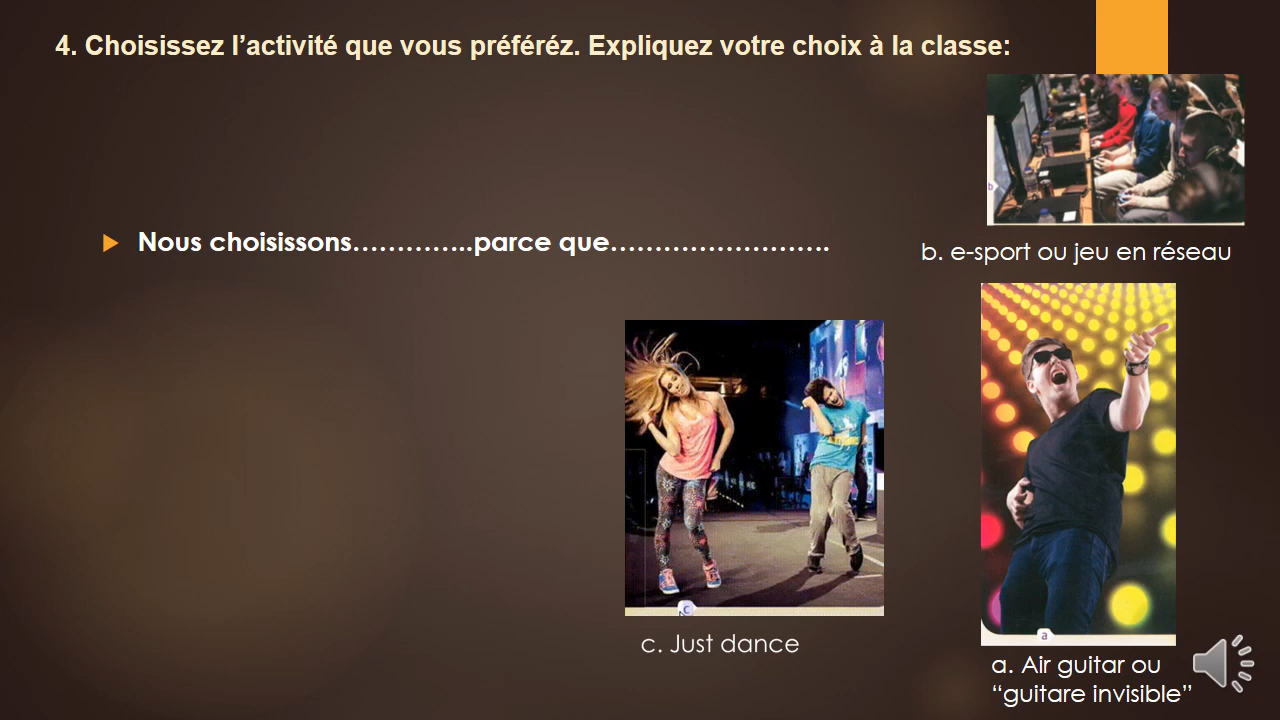 4. Choisissez l’activité que vous préféréz. Expliquez votre choix à la classe:
b
Nous choisissons…………..parce que…………………….
b. e-sport ou jeu en réseau
c
c. Just dance
a
a. Air guitar ou
“guitare invisible”